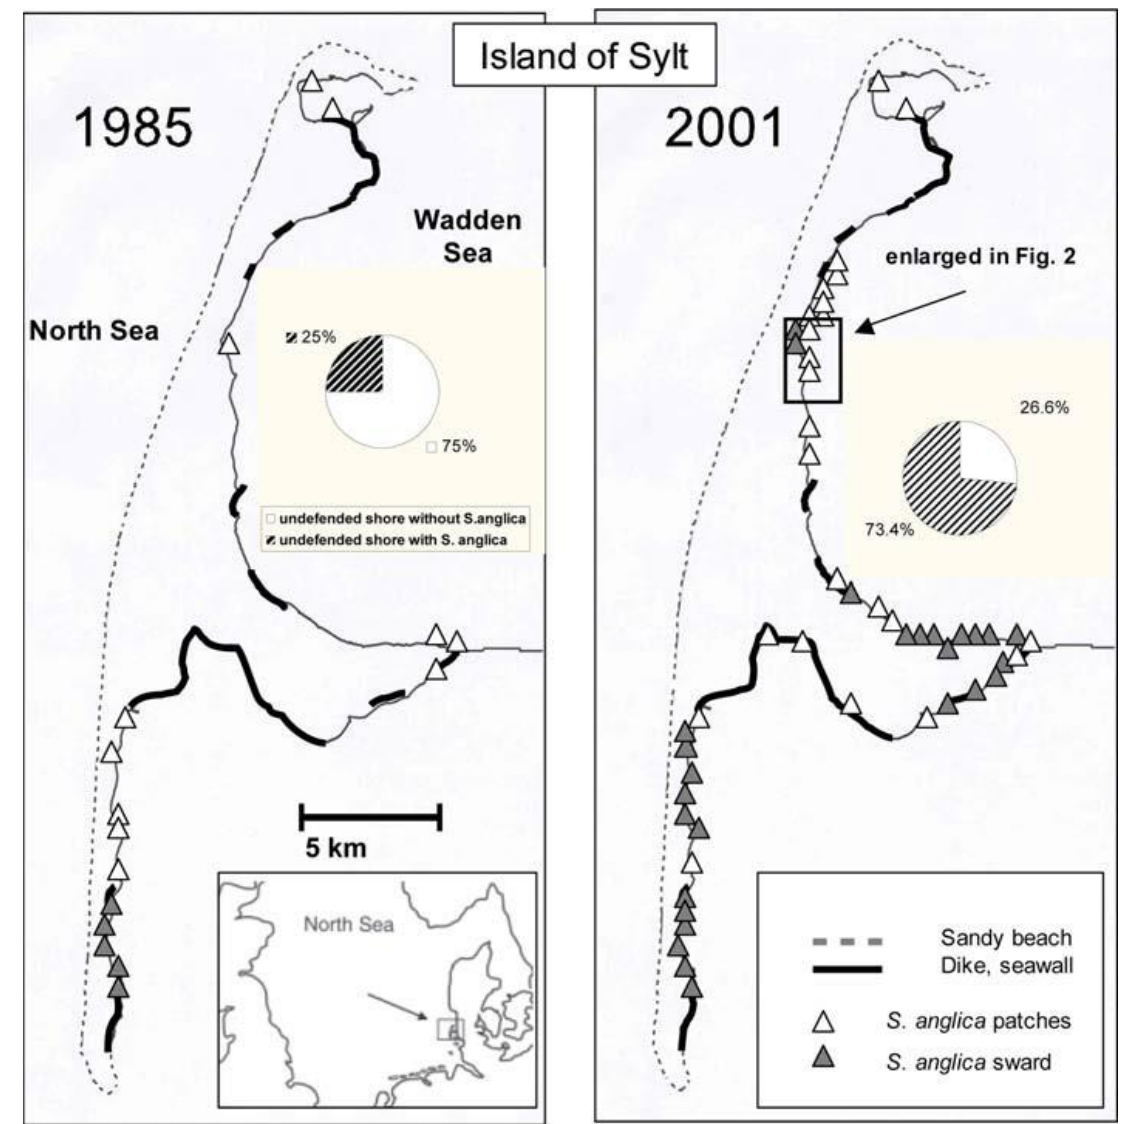 Island of Sylt
1985
Wadden
Sea
North Sea
25%
75%
undefended shore without S.anglica
undefended shore with S. anglica
5 km
North Sea
2001
enlarged in Fig. 2
26.6%
73.4%
Sandy beach
Dike, seawall
S. anglica patches
S. anglica sward